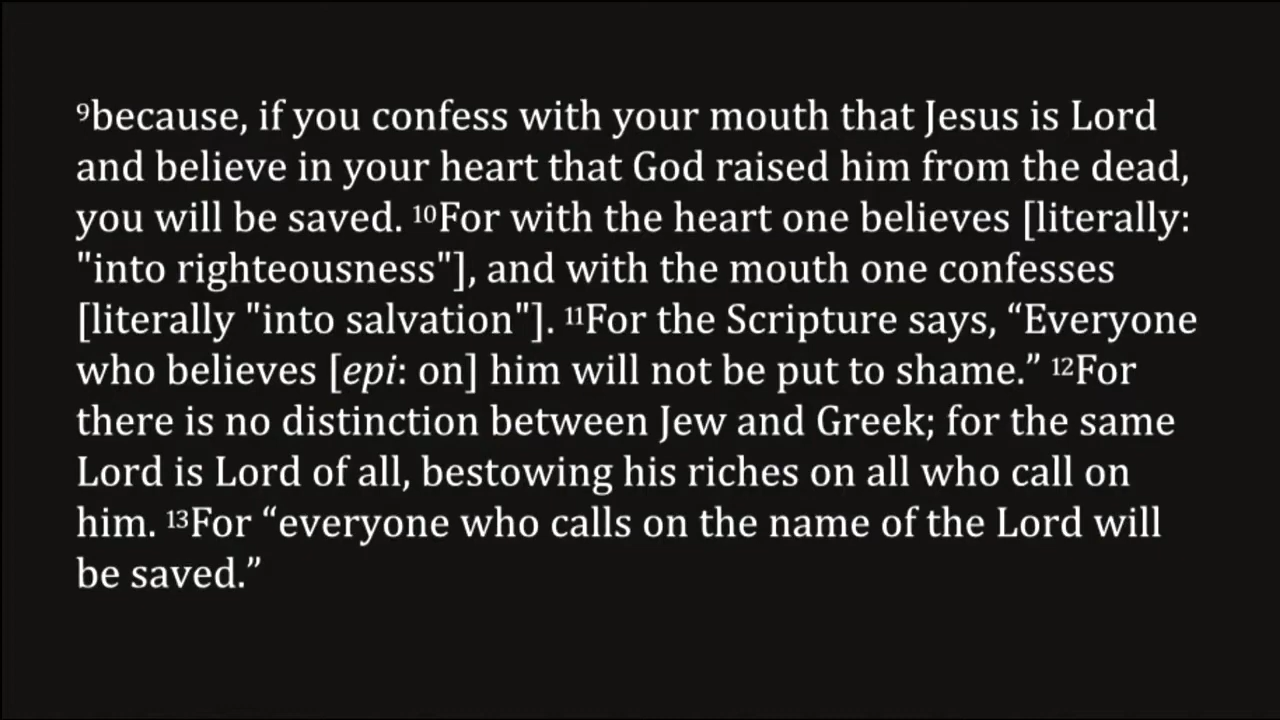 ⁹because, if you confess with your mouth that Jesus is Lord
and believe in your heart that God raised him from the dead,
you will be saved. ¹⁰For with the heart one believes [literally:
"into righteousness"], and with the mouth one confesses
[literally "into salvation"]. ¹¹For the Scripture says, “Everyone
who believes [epi: on] him will not be put to shame.” ¹²For
there is no distinction between Jew and Greek; for the same
Lord is Lord of all, bestowing his riches on all who call on
him. ¹³For “everyone who calls on the name of the Lord will
be saved.”